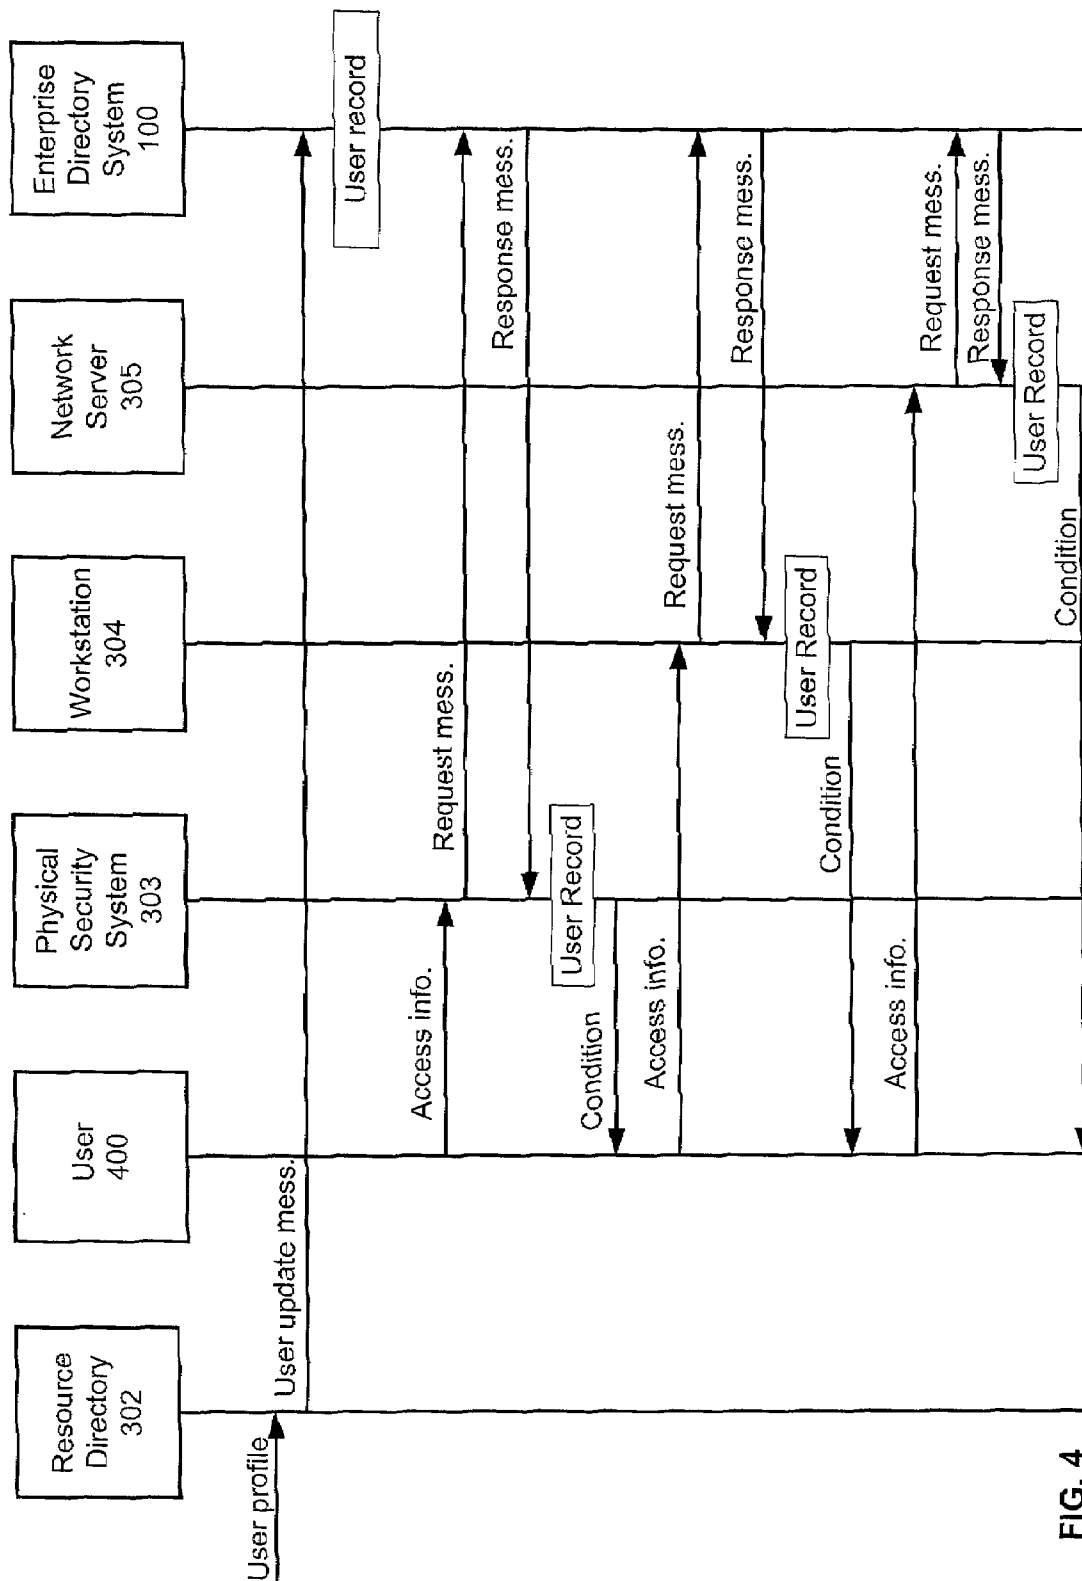 Resource
Directory
302
User
400
Physical
Security
System
303
Workstation
304
Network
Server
305
Enterprise
Directory
System
100
User profile
User update mess.
User record
Access info.
Request mess.
Response mess.
User Record
Condition
Access info.
Request mess.
Response mess.
User Record
Condition
Access info.
Request mess.
Response mess.
User Record
Condition
FIG. 4